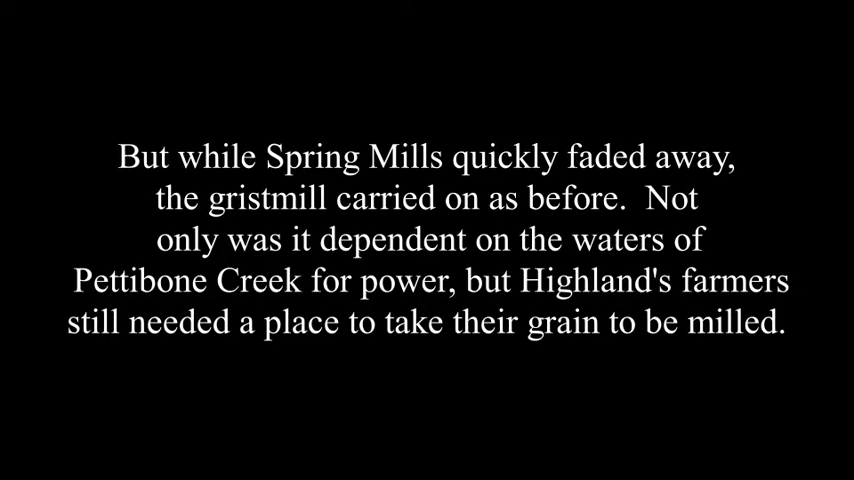 But while Spring Mills quickly faded away,
the gristmill carried on as before.  Not
only was it dependent on the waters of
Pettibone Creek for power, but Highland's farmers
still needed a place to take their grain to be milled.